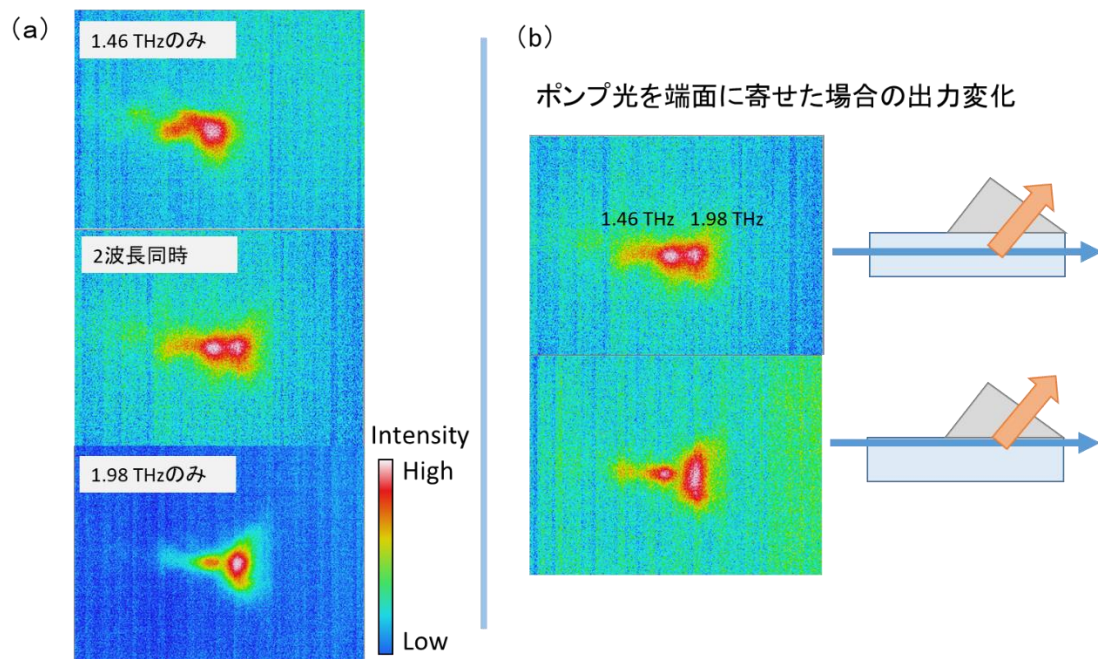 (a)
1.46 THzのみ
2波長同時
1.98 THzのみ
Intensity
High
Low
(b)
ポンプ光を端面に寄せた場合の出力変化
1.46 THz 1.98 THz